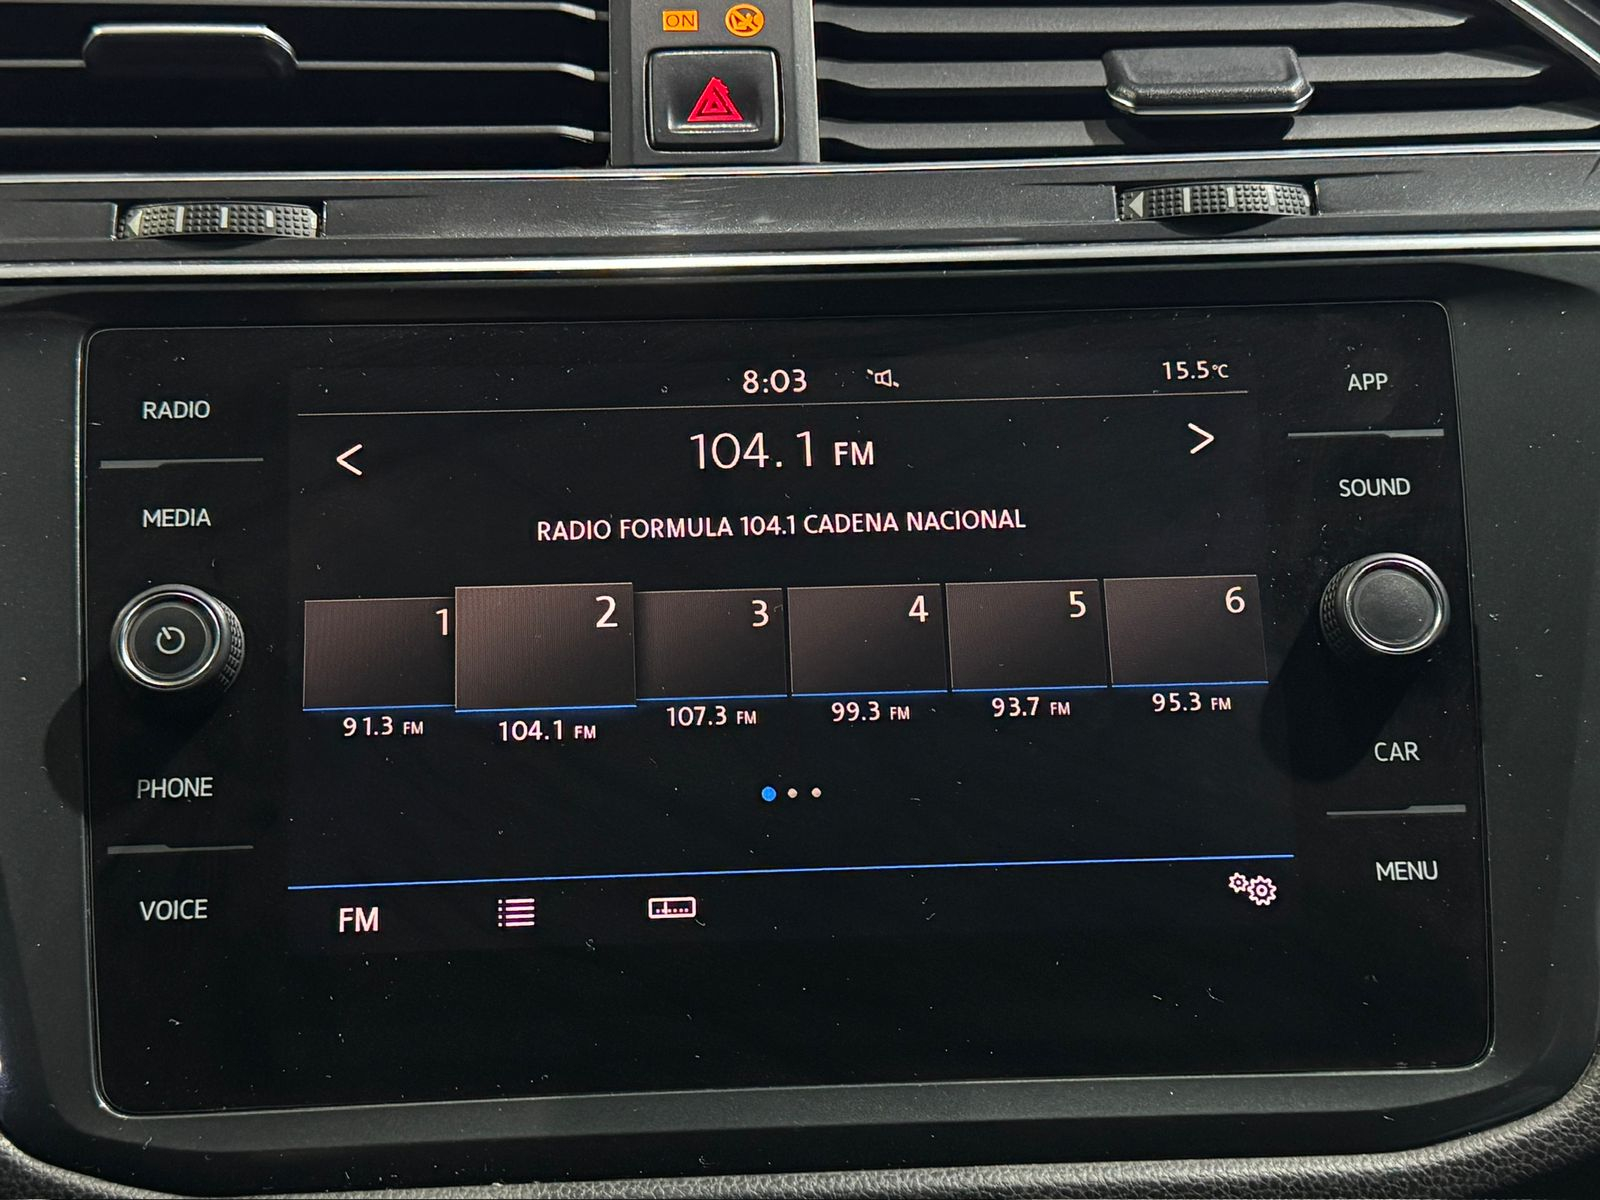 ON
8:03
15.5°C
RADIO
APP
104.1 FM
MEDIA
SOUND
RADIO FORMULA 104.1 CADENA NACIONAL
1 2 3 4 5 6
91.3 FM 104.1 FM 107.3 FM 99.3 FM 93.7 FM 95.3 FM
PHONE
CAR
VOICE
MENU
FM